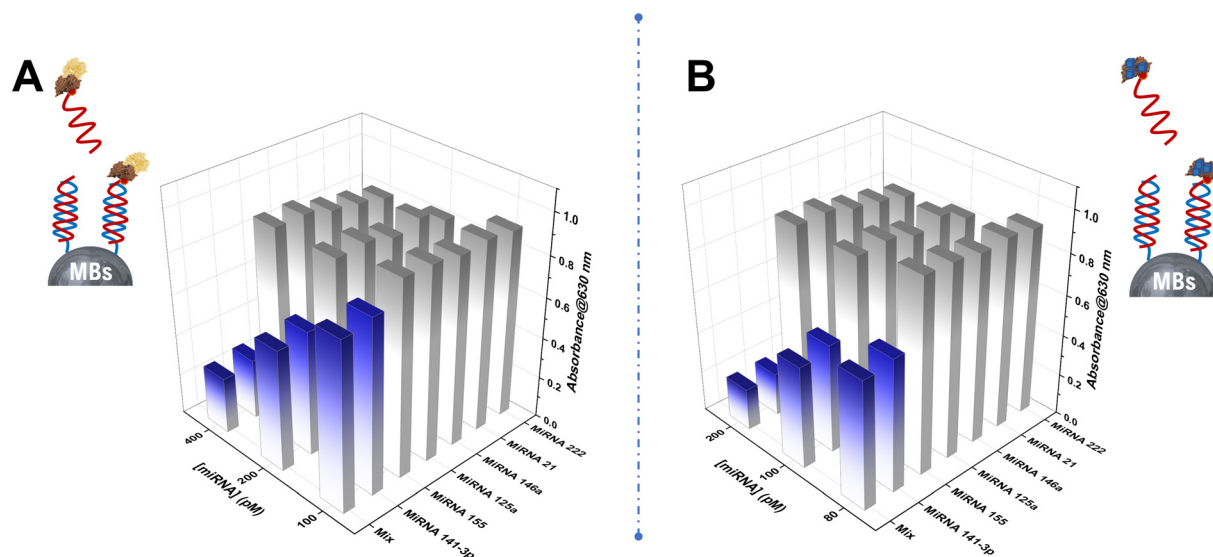 A
MBs
1.0
0.8
0.6
0.4
0.2
0.0
Absorbance@630 nm
400
200
100
[miRNA] (pM)
MiRNA 222
MiRNA 21
MiRNA 146a
MiRNA 125a
MiRNA 155
MiRNA 141-3p
Mix
B
MBs
1.0
0.8
0.6
0.4
0.2
0.0
Absorbance@630 nm
200
100
80
[miRNA] (pM)
MiRNA 222
MiRNA 21
MiRNA 146a
MiRNA 125a
MiRNA 155
MiRNA 141-3p
Mix